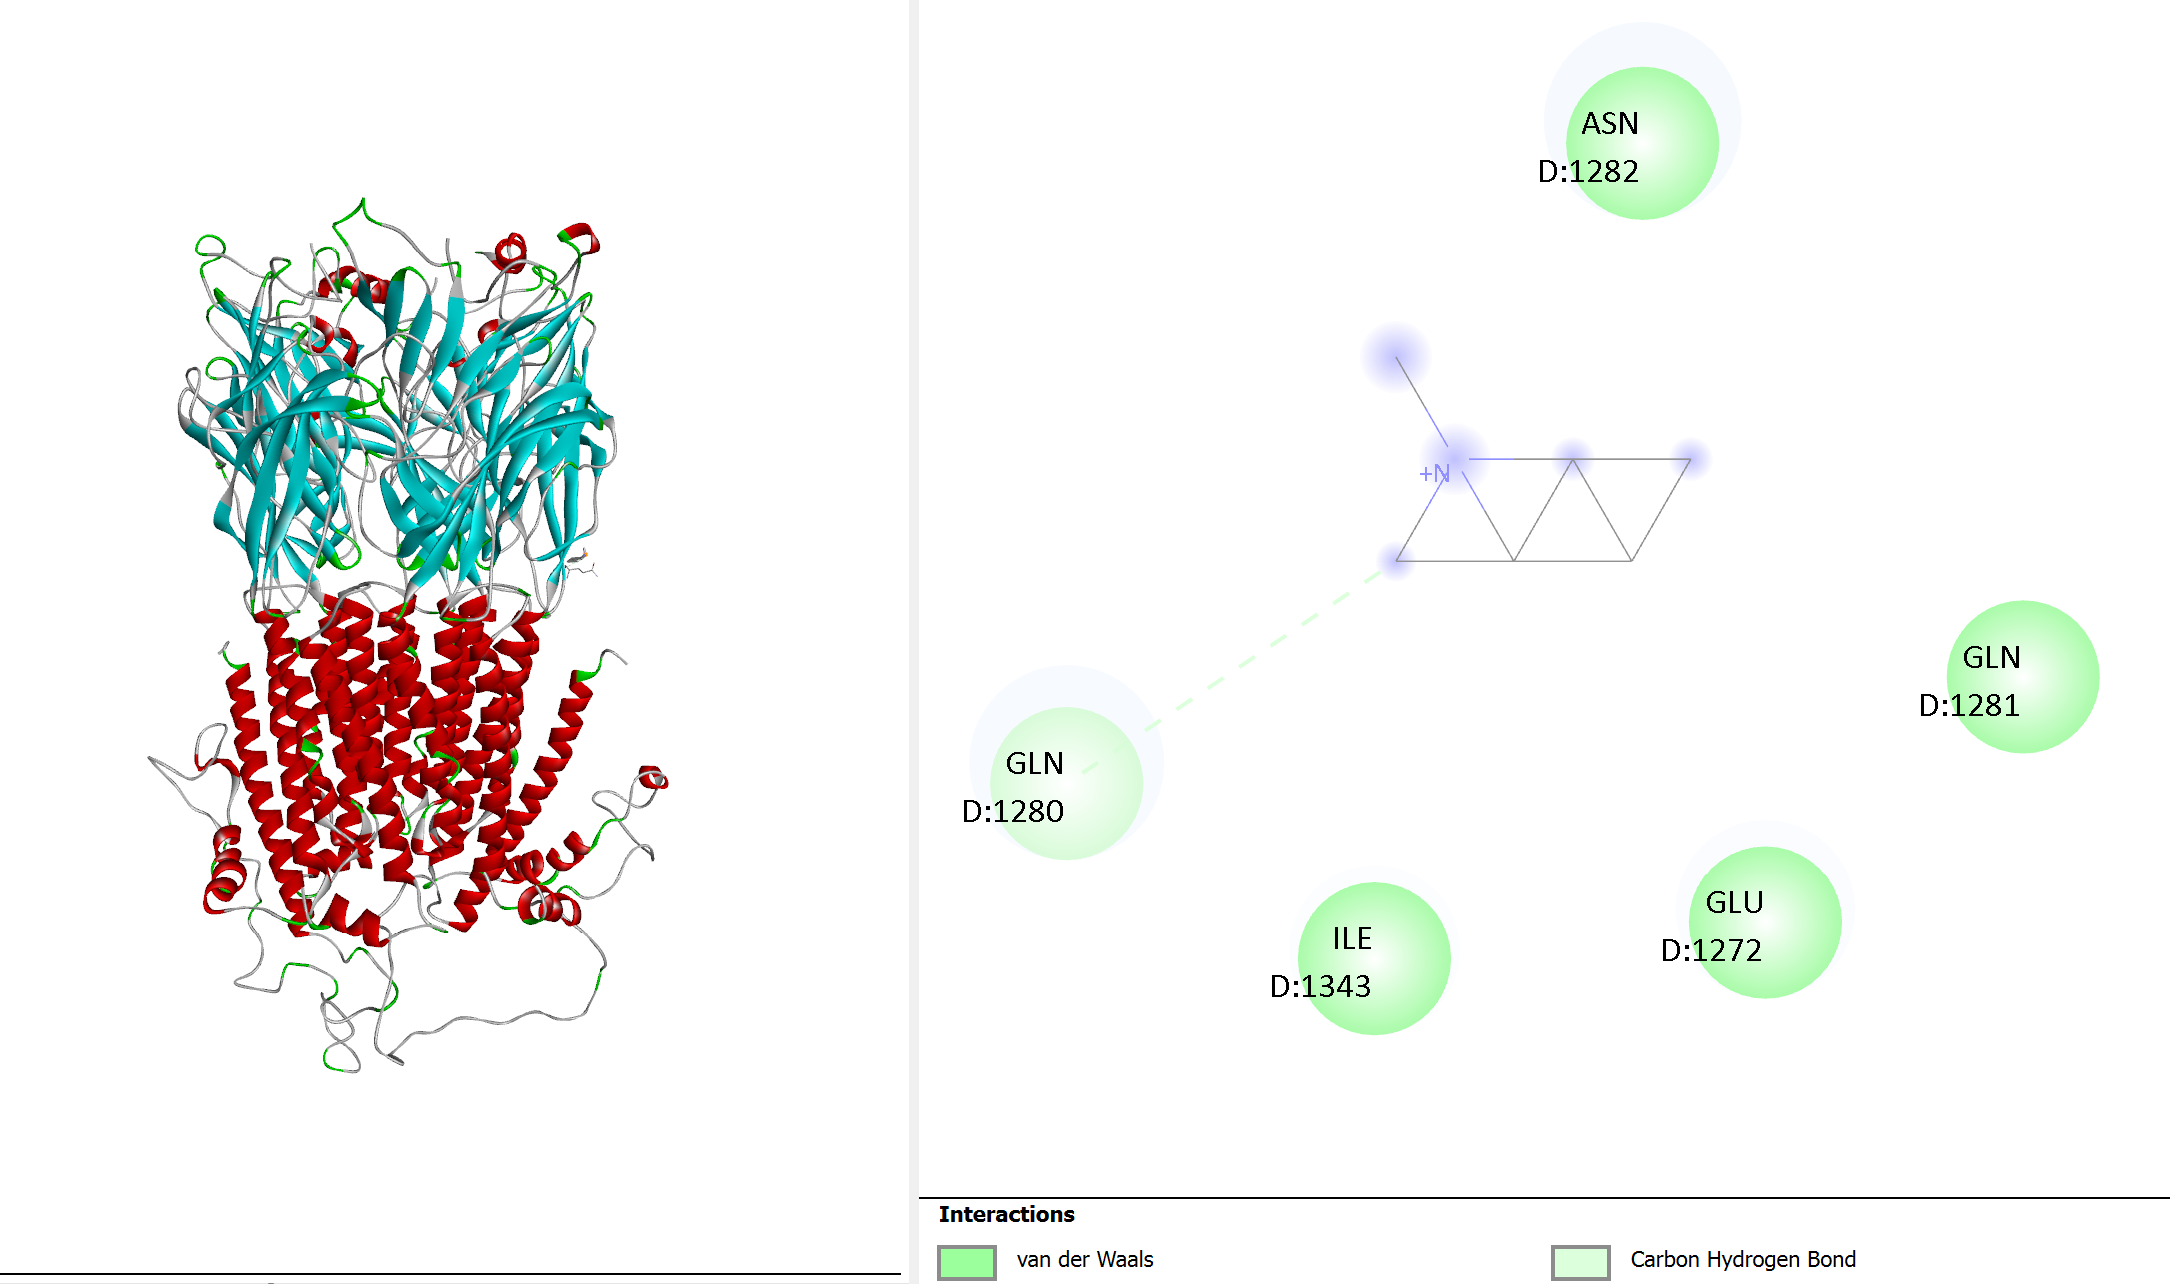 ASN
D:1282
+N
GLN
D:1281
GLN
D:1280
GLU
D:1272
ILE
D:1343
Interactions
van der Waals
Carbon Hydrogen Bond